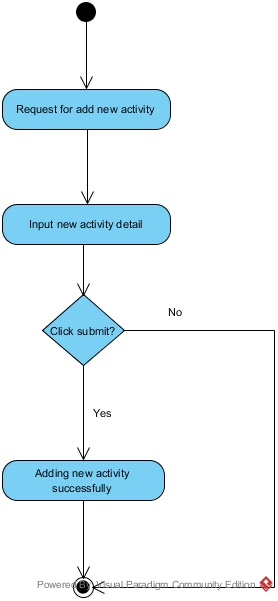 Request for add new activity
Input new activity detail
No
Click submit?
Yes
Adding new activity
successfully
Powered By Visual Paradigm Community Edition